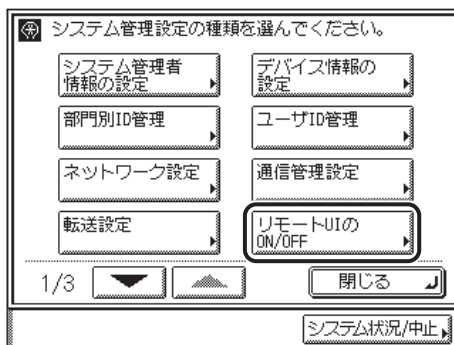 システム管理設定の種類を選んでください。
システム管理者
情報の設定
デバイス情報の
設定
部門別ID管理
ユーザID管理
ネットワーク設定
通信管理設定
転送設定
リモートUIの
ON/OFF
1/3
閉じる
システム状況/中止